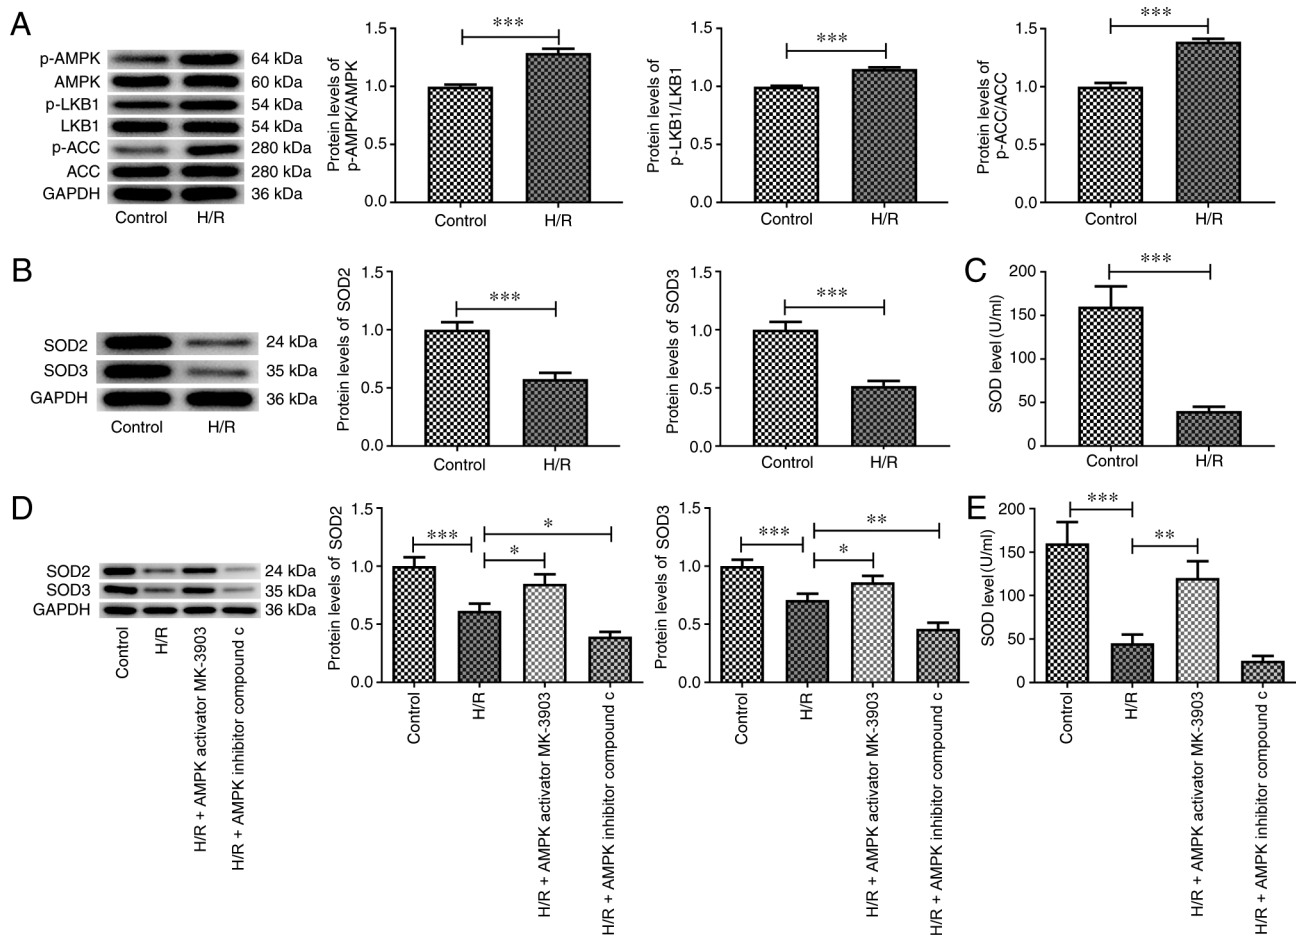 A
p-AMPK 64 kDa
AMPK 60 kDa
p-LKB1 54 kDa
LKB1 54 kDa
p-ACC 280 kDa
ACC 280 kDa
GAPDH 36 kDa
Control H/R
Protein levels of
p-AMPK/AMPK
1.5
1.0
0.5
0.0
***
Control H/R
Protein levels of
p-LKB1/LKB1
1.5
1.0
0.5
0.0
***
Control H/R
Protein levels of
p-ACC/ACC
1.5
1.0
0.5
0.0
***
Control H/R
B
SOD2 24 kDa
SOD3 35 kDa
GAPDH 36 kDa
Control H/R
Protein levels of SOD2
1.5
1.0
0.5
0.0
***
Control H/R
Protein levels of SOD3
1.5
1.0
0.5
0.0
***
Control H/R
C
SOD level (U/ml)
200
150
100
50
0
***
Control H/R
D
SOD2 24 kDa
SOD3 35 kDa
GAPDH 36 kDa
Control
H/R
H/R + AMPK activator MK-3903
H/R + AMPK inhibitor compound c
Protein levels of SOD2
1.5
1.0
0.5
0.0
***
*
*
Control
H/R
H/R + AMPK activator MK-3903
H/R + AMPK inhibitor compound c
Protein levels of SOD3
1.5
1.0
0.5
0.0
***
*
**
Control
H/R
H/R + AMPK activator MK-3903
H/R + AMPK inhibitor compound c
E
SOD level (U/ml)
200
150
100
50
0
***
**
Control
H/R
H/R + AMPK activator MK-3903
H/R + AMPK inhibitor compound c